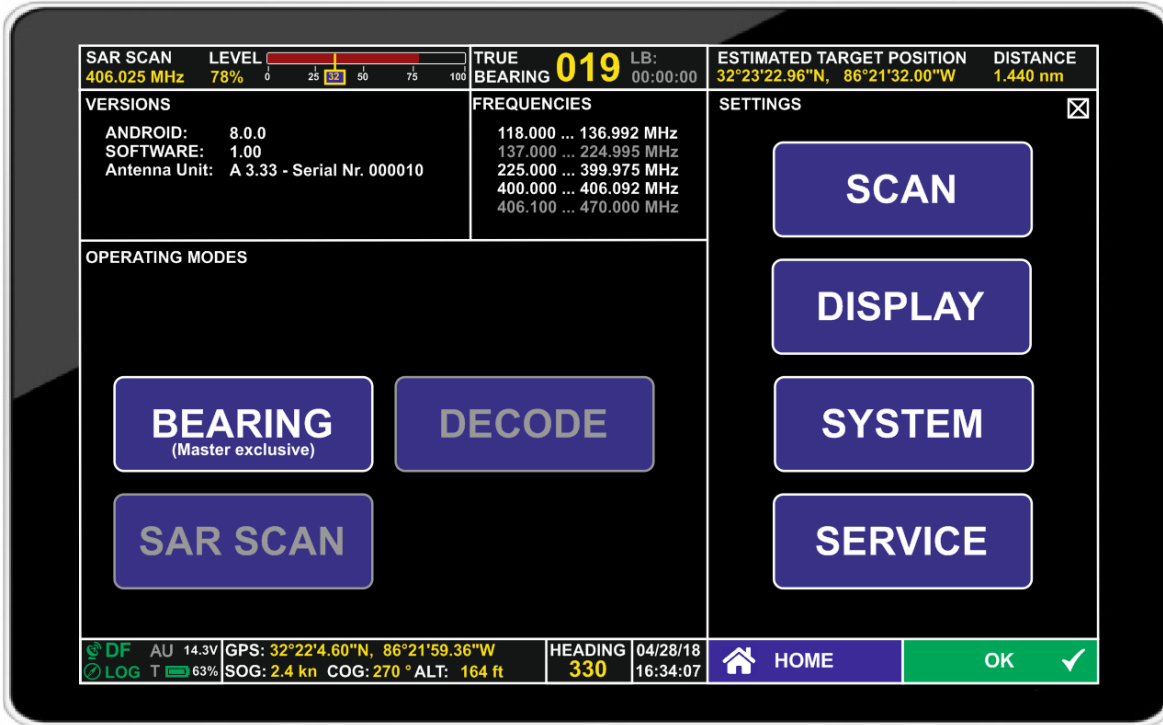 SAR SCAN LEVEL
406.025 MHz 78% 0 25 32 50 75 100
TRUE BEARING 019 LB: 00:00:00
ESTIMATED TARGET POSITION DISTANCE
32°23'22.96"N, 86°21'32.00"W 1.440 nm
VERSIONS
ANDROID: 8.0.0
SOFTWARE: 1.00
Antenna Unit: A 3.33 - Serial Nr. 000010
FREQUENCIES
118.000 ... 136.992 MHz
137.000 ... 224.995 MHz
225.000 ... 399.975 MHz
400.000 ... 406.092 MHz
406.100 ... 470.000 MHz
OPERATING MODES
BEARING
(Master exclusive)
DECODE
SAR SCAN
SETTINGS
SCAN
DISPLAY
SYSTEM
SERVICE
DF AU 14.3V
LOG T 63%
GPS: 32°22'4.60"N, 86°21'59.36"W
SOG: 2.4 kn COG: 270 ° ALT: 164 ft
HEADING
330
04/28/18
16:34:07
HOME
OK